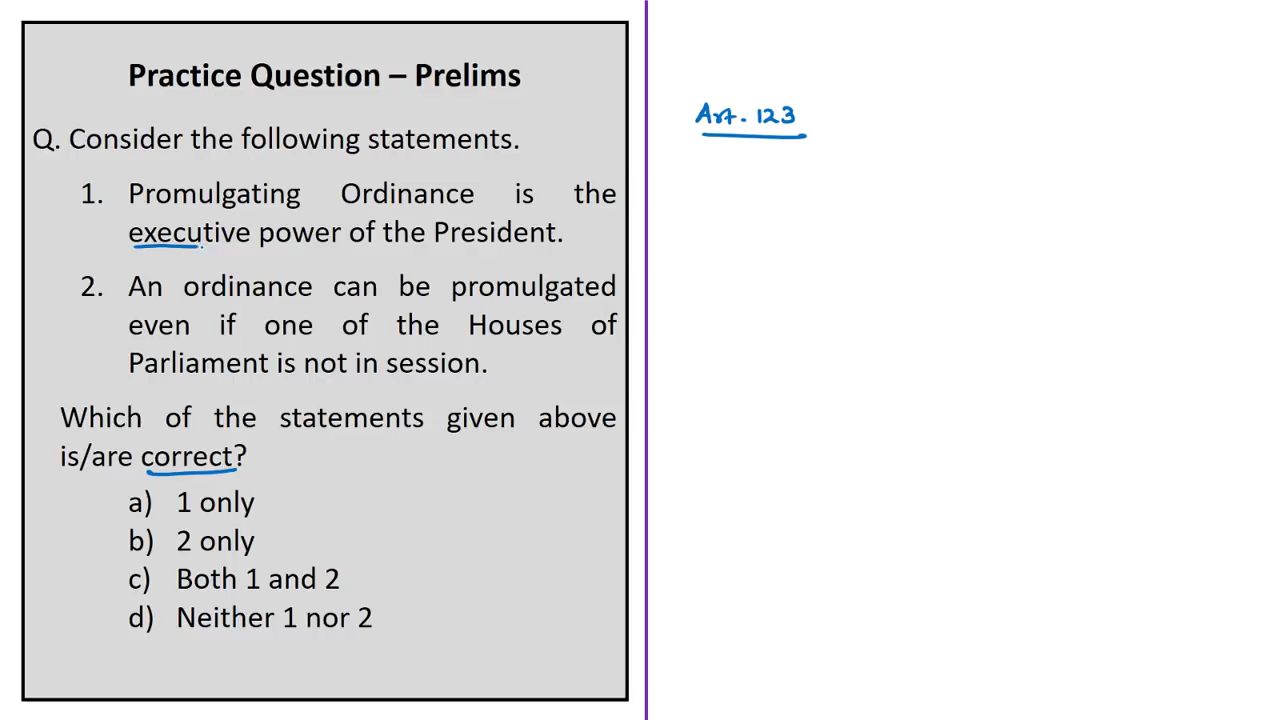 Practice Question – Prelims
Q. Consider the following statements.
1. Promulgating Ordinance is the
executive power of the President.
2. An ordinance can be promulgated
even if one of the Houses of
Parliament is not in session.
Which of the statements given above
is/are correct?
a) 1 only
b) 2 only
c) Both 1 and 2
d) Neither 1 nor 2
Art. 123